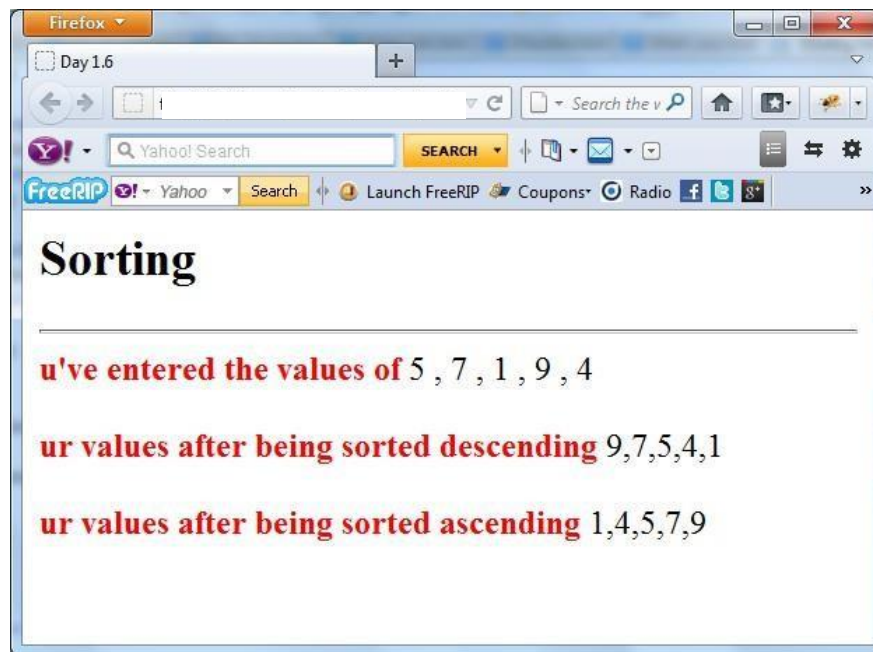 Firefox
Day 1.6
Search the v
Y! Yahoo! Search SEARCH
FreeRIP Y! Yahoo Search Launch FreeRIP Coupons Radio f g+ »
Sorting
u've entered the values of 5 , 7 , 1 , 9 , 4
ur values after being sorted descending 9,7,5,4,1
ur values after being sorted ascending 1,4,5,7,9